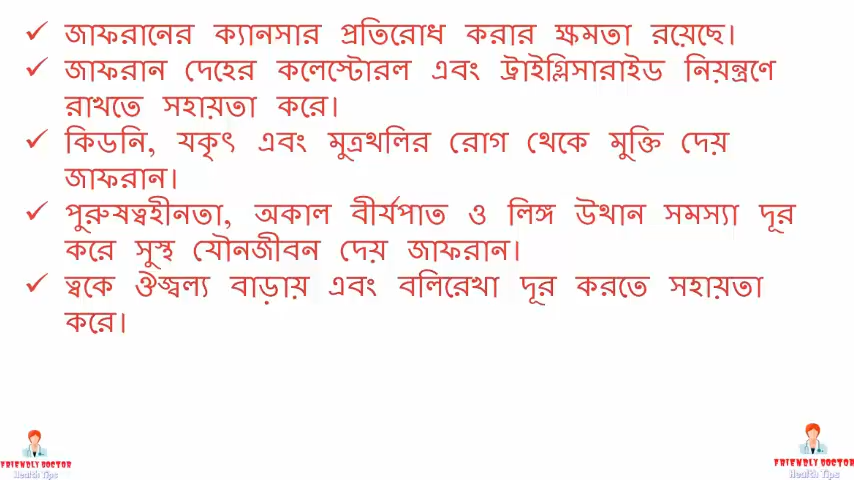 ✓ জাফরানের ক্যানসার প্রতিরোধ করার ক্ষমতা রয়েছে।
✓ জাফরান দেহের কলেস্টোরল এবং ট্রাইগ্লিসারাইড নিয়ন্ত্রণে
রাখতে সহায়তা করে।
✓ কিডনি, যকৃৎ এবং মুত্রথলির রোগ থেকে মুক্তি দেয়
জাফরান।
✓ পুরুষত্বহীনতা, অকাল বীর্যপাত ও লিঙ্গ উথান সমস্যা দূর
করে সুস্থ যৌনজীবন দেয় জাফরান।
✓ ত্বকে ঔজ্বল্য বাড়ায় এবং বলিরেখা দূর করতে সহায়তা
করে।
FRIENDLY DOCTOR
Health Tips
FRIENDLY DOCTOR
Health Tips